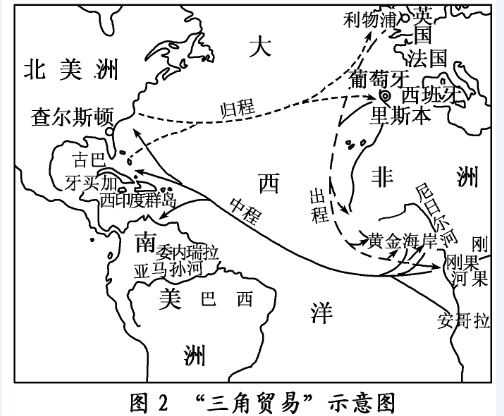 利物浦
英国
法国
大
北美洲
葡萄牙
西班牙
里斯本
归程
查尔斯顿
古巴
牙买加
西印度群岛
西
非洲
出程
中程
尼日尔河
黄金海岸
刚果
刚果河
南美洲
委内瑞拉
亚马孙河
巴西
洋
安哥拉
图2 “三角贸易”示意图